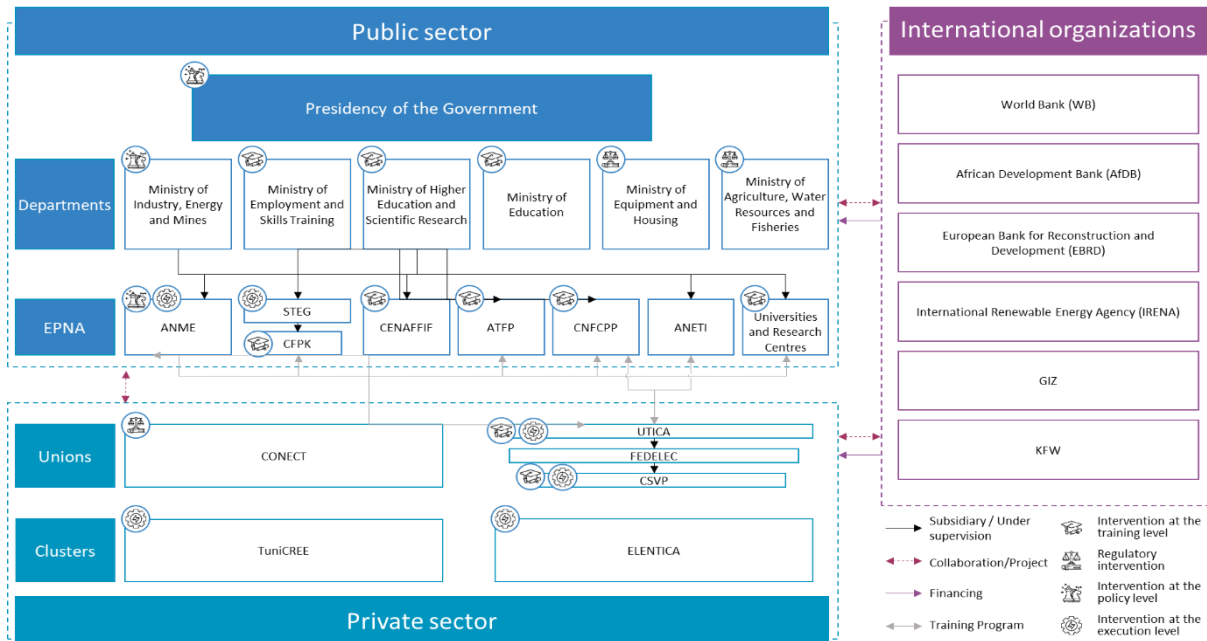 Public sector
International organizations
Presidency of the Government
World Bank (WB)
Departments
Ministry of
Industry, Energy
and Mines
Ministry of
Employment and
Skills Training
Ministry of Higher
Education and
Scientific Research
Ministry of
Education
Ministry of
Equipment and
Housing
Ministry of
Agriculture, Water
Resources and
Fisheries
African Development Bank (AfDB)
European Bank for Reconstruction and
Development (EBRD)
EPNA
ANME
STEG
CFPK
CENAFFIF
ATFP
CNFCPP
ANETI
Universities
and Research
Centres
International Renewable Energy Agency (IRENA)
GIZ
KFW
Unions
CONECT
UTICA
FEDELEC
CSVP
Clusters
TuniCREE
ELENTICA
Private sector
Subsidiary / Under
supervision
Collaboration/Project
Financing
Training Program
Intervention at the
training level
Regulatory
intervention
Intervention at the
policy level
Intervention at the
execution level